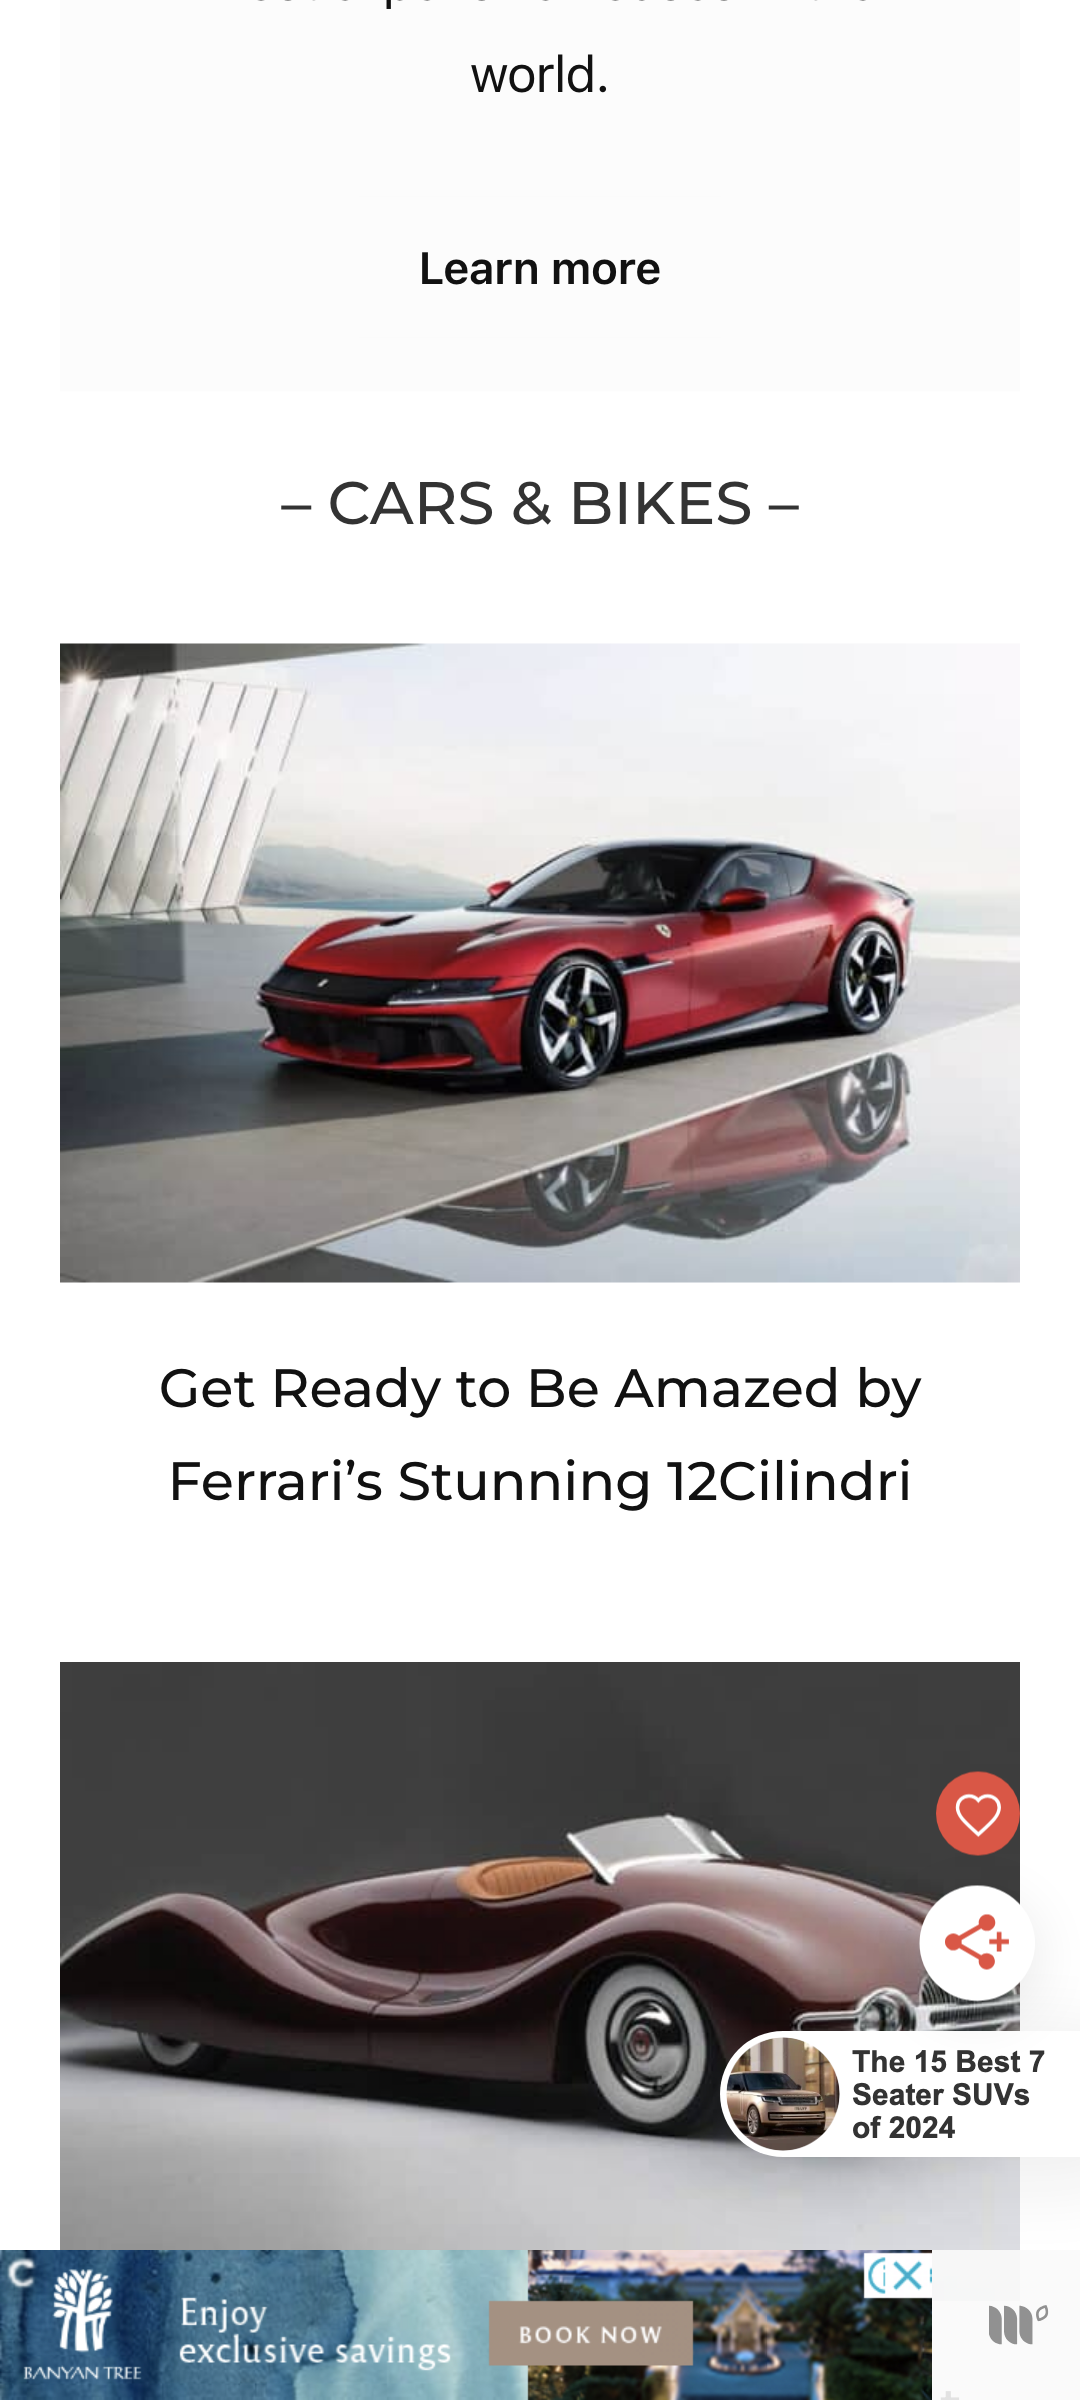 world.
Learn more
– CARS & BIKES –
Get Ready to Be Amazed by
Ferrari’s Stunning 12Cilindri
The 15 Best 7
Seater SUVs
of 2024
C
BANYAN TREE
Enjoy
exclusive savings
BOOK NOW